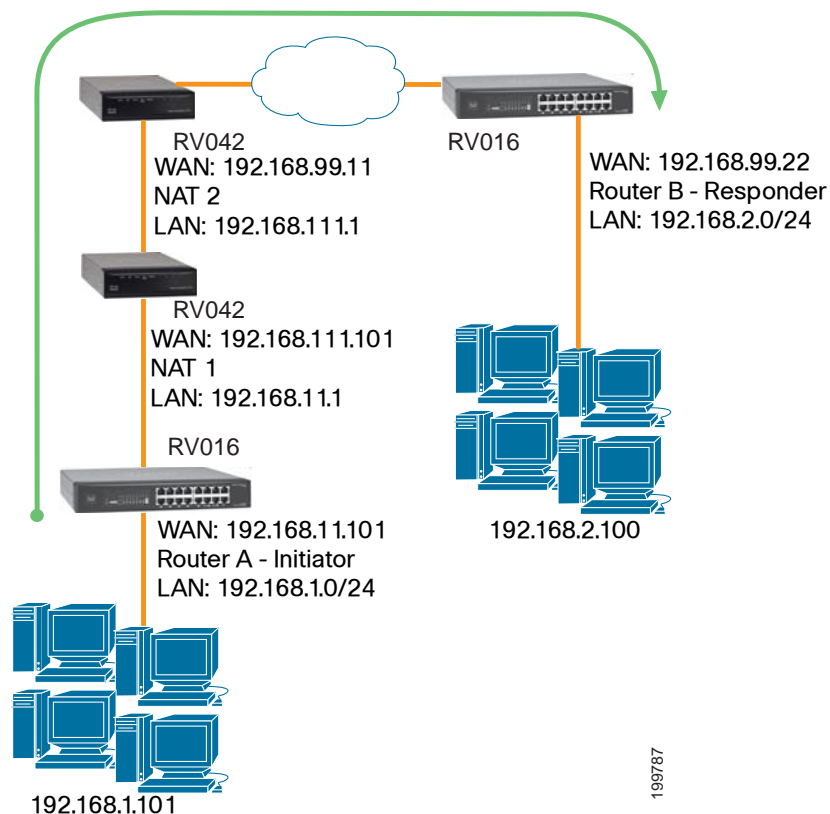 RV042
WAN: 192.168.99.11
NAT 2
LAN: 192.168.111.1
RV016
WAN: 192.168.99.22
Router B - Responder
LAN: 192.168.2.0/24
RV042
WAN: 192.168.111.101
NAT 1
LAN: 192.168.11.1
RV016
WAN: 192.168.11.101
Router A - Initiator
LAN: 192.168.1.0/24
192.168.2.100
192.168.1.101
199787